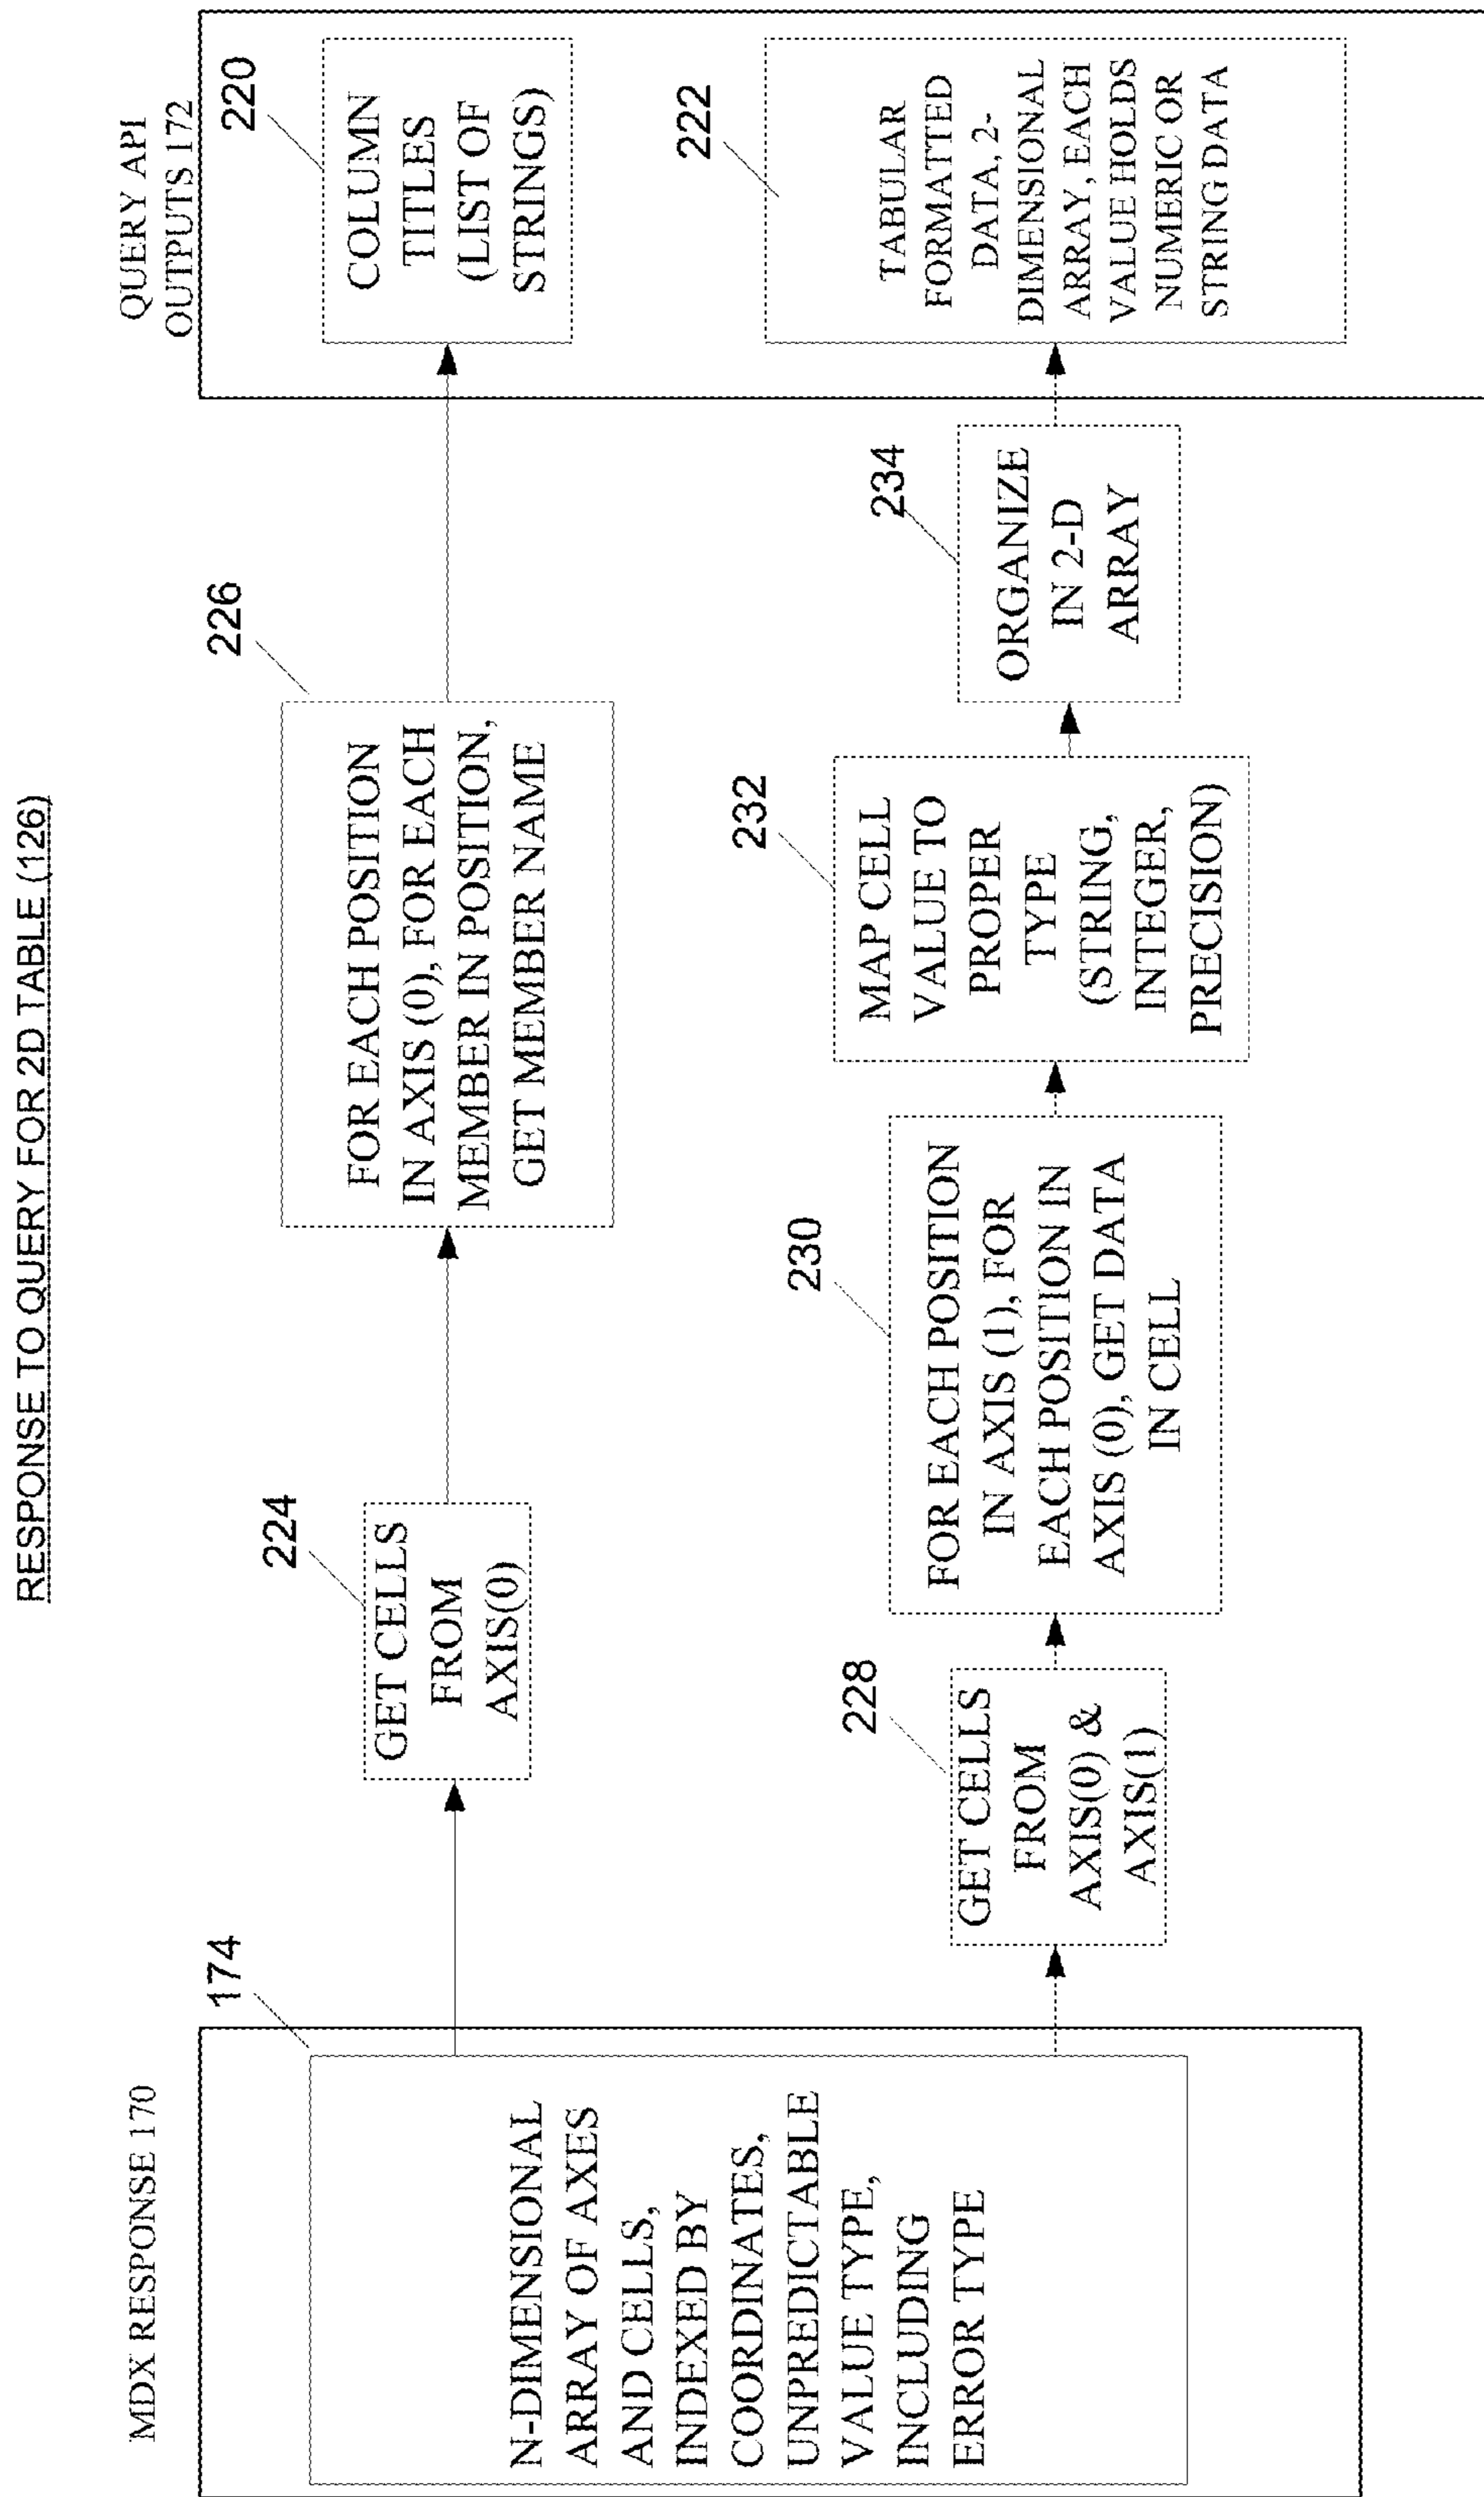 RESPONSE TO QUERY FOR 2D TABLE (126)
MDX RESPONSE 170
174
N-DIMENSIONAL
ARRAY OF AXES
AND CELLS,
INDEXED BY
COORDINATES,
UNPREDICTABLE
VALUE TYPE,
INCLUDING
ERROR TYPE
224
GET CELLS
FROM
AXIS(0)
226
FOR EACH POSITION
IN AXIS (0), FOR EACH
MEMBER IN POSITION,
GET MEMBER NAME
QUERY API
OUTPUTS 172
220
COLUMN
TITLES
(LIST OF
STRINGS)
228
GET CELLS
FROM
AXIS(0) &
AXIS(1)
230
FOR EACH POSITION
IN AXIS (1), FOR
EACH POSITION IN
AXIS (0), GET DATA
IN CELL
232
MAP CELL
VALUE TO
PROPER
TYPE
(STRING,
INTEGER,
PRECISION)
234
ORGANIZE
IN 2-D
ARRAY
222
TABULAR
FORMATTED
DATA, 2-
DIMENSIONAL
ARRAY, EACH
VALUE HOLDS
NUMERIC OR
STRING DATA